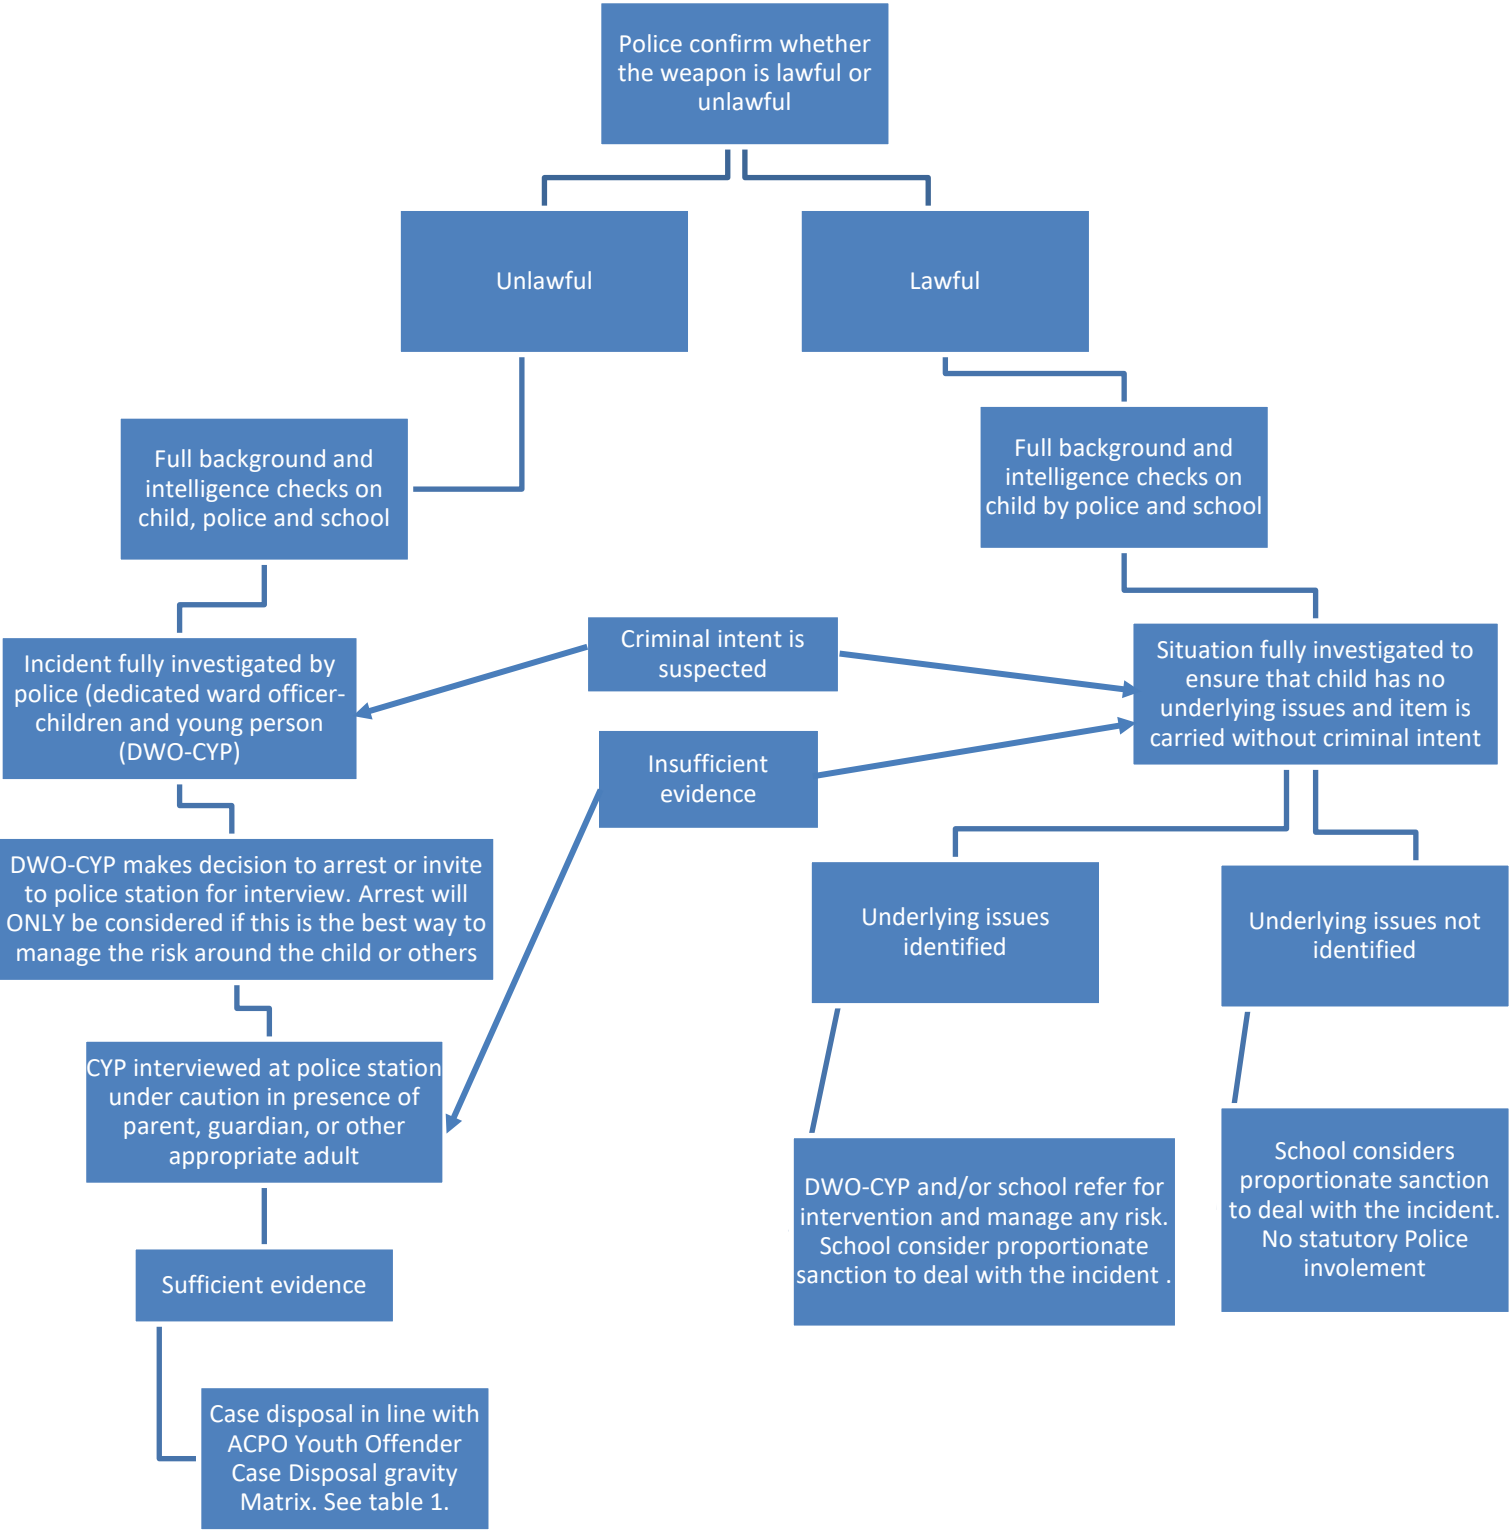 Police confirm whether
the weapon is lawful or
unlawful
Unlawful
Lawful
Full background and
intelligence checks on
child, police and school
Full background and
intelligence checks on
child by police and school
Incident fully investigated by
police (dedicated ward officer-
children and young person
(DWO-CYP)
Criminal intent is
suspected
Situation fully investigated to
ensure that child has no
underlying issues and item is
carried without criminal intent
Insufficient
evidence
DWO-CYP makes decision to arrest or invite
to police station for interview. Arrest will
ONLY be considered if this is the best way to
manage the risk around the child or others
Underlying issues
identified
Underlying issues not
identified
CYP interviewed at police station
under caution in presence of
parent, guardian, or other
appropriate adult
DWO-CYP and/or school refer for
intervention and manage any risk.
School consider proportionate
sanction to deal with the incident .
School considers
proportionate sanction
to deal with the incident.
No statutory Police
involement
Sufficient evidence
Case disposal in line with
ACPO Youth Offender
Case Disposal gravity
Matrix. See table 1.